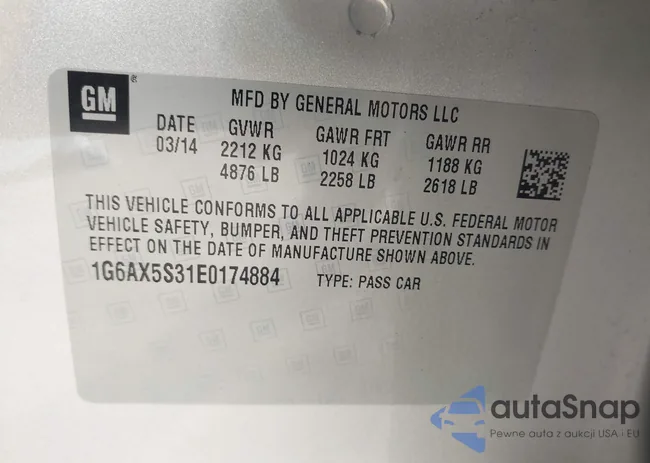 GM
MFD BY GENERAL MOTORS LLC
DATE GVWR GAWR FRT GAWR RR
03/14 2212 KG 1024 KG 1188 KG
4876 LB 2258 LB 2618 LB
THIS VEHICLE CONFORMS TO ALL APPLICABLE U.S. FEDERAL MOTOR
VEHICLE SAFETY, BUMPER, AND THEFT PREVENTION STANDARDS IN
EFFECT ON THE DATE OF MANUFACTURE SHOWN ABOVE.
1G6AX5S31E0174884 TYPE: PASS CAR
autaSnap
Pewne auta z aukcji USA i EU